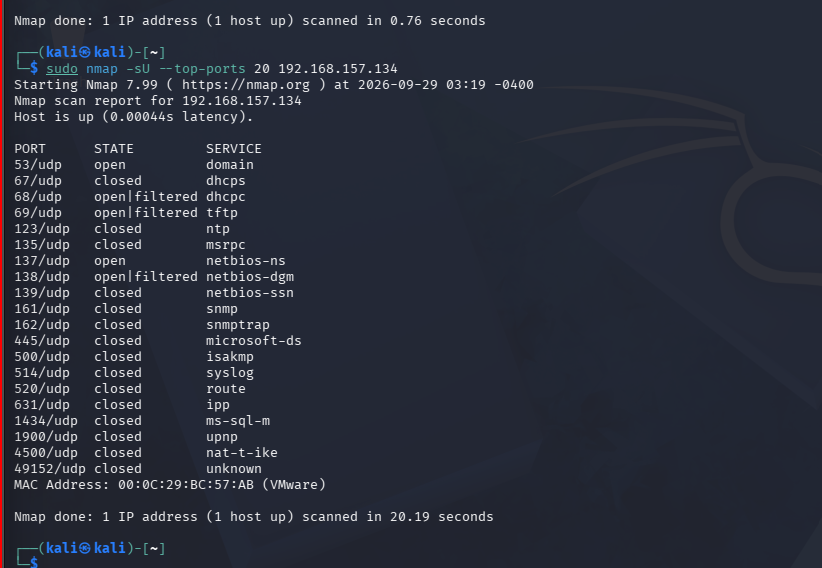 Nmap done: 1 IP address (1 host up) scanned in 0.76 seconds
┌──(kali㉿kali)-[~]
└─$ sudo nmap -sU --top-ports 20 192.168.157.134
Starting Nmap 7.99 ( https://nmap.org ) at 2026-09-29 03:19 -0400
Nmap scan report for 192.168.157.134
Host is up (0.00044s latency).
PORT      STATE         SERVICE
53/udp    open          domain
67/udp    closed        dhcps
68/udp    open|filtered dhcpc
69/udp    open|filtered tftp
123/udp   closed        ntp
135/udp   closed        msrpc
137/udp   open          netbios-ns
138/udp   open|filtered netbios-dgm
139/udp   closed        netbios-ssn
161/udp   closed        snmp
162/udp   closed        snmptrap
445/udp   closed        microsoft-ds
500/udp   closed        isakmp
514/udp   closed        syslog
520/udp   closed        route
631/udp   closed        ipp
1434/udp  closed        ms-sql-m
1900/udp  closed        upnp
4500/udp  closed        nat-t-ike
49152/udp closed        unknown
MAC Address: 00:0C:29:BC:57:AB (VMware)
Nmap done: 1 IP address (1 host up) scanned in 20.19 seconds
┌──(kali㉿kali)-[~]
└─$